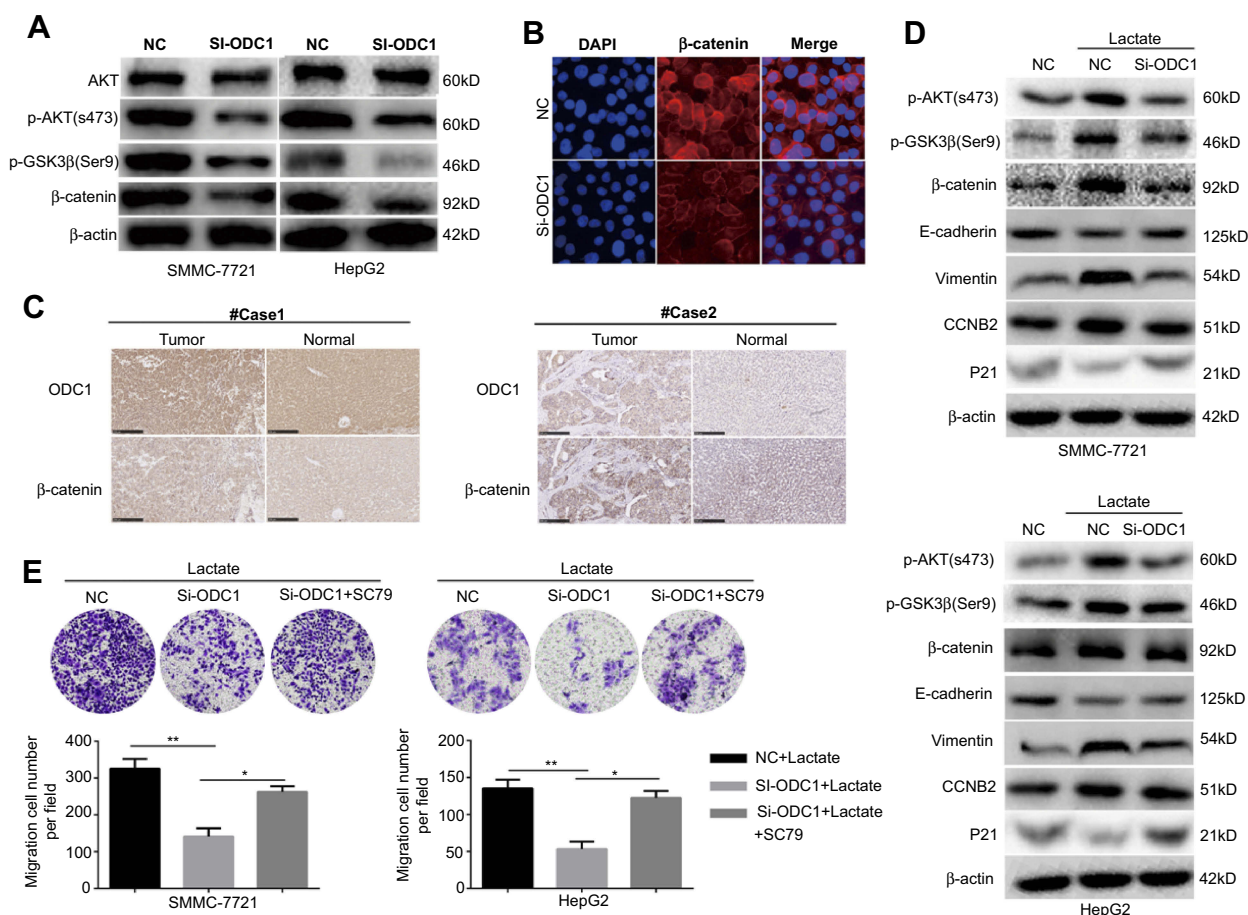 A
NC SI-ODC1 NC SI-ODC1
AKT 60kD
p-AKT(s473) 60kD
p-GSK3β(Ser9) 46kD
β-catenin 92kD
β-actin 42kD
SMMC-7721 HepG2
B
DAPI β-catenin Merge
NC
Si-ODC1
C
#Case1
Tumor Normal
ODC1
β-catenin
#Case2
Tumor Normal
ODC1
β-catenin
D
Lactate
NC NC Si-ODC1
p-AKT(s473) 60kD
p-GSK3β(Ser9) 46kD
β-catenin 92kD
E-cadherin 125kD
Vimentin 54kD
CCNB2 51kD
P21 21kD
β-actin 42kD
SMMC-7721
Lactate
NC NC Si-ODC1
p-AKT(s473) 60kD
p-GSK3β(Ser9) 46kD
β-catenin 92kD
E-cadherin 125kD
Vimentin 54kD
CCNB2 51kD
P21 21kD
β-actin 42kD
HepG2
E
Lactate
NC Si-ODC1 Si-ODC1+SC79
Migration cell number
per field
400
300
200
100
0
**
*
SMMC-7721
Lactate
NC Si-ODC1 Si-ODC1+SC79
Migration cell number
per field
200
150
100
50
0
**
*
HepG2
NC+Lactate
SI-ODC1+Lactate
Si-ODC1+Lactate
+SC79